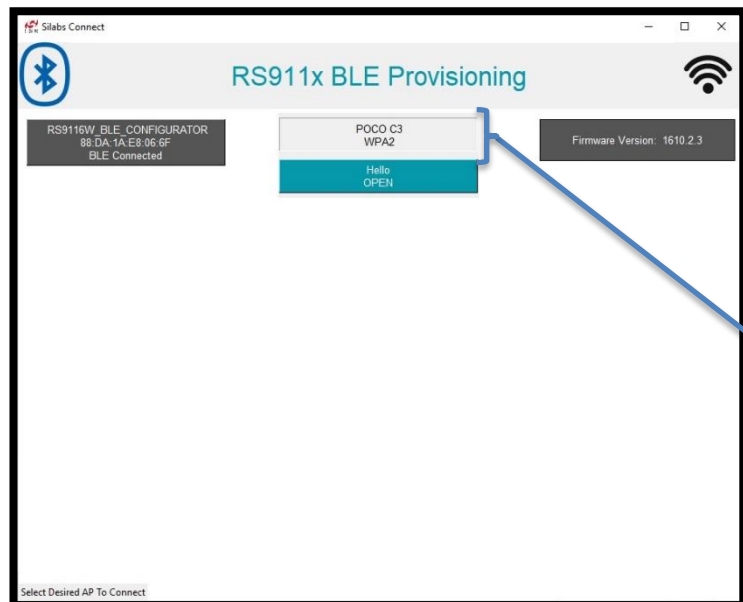 Silabs Connect
RS911x BLE Provisioning
RS9116W_BLE_CONFIGURATOR
88:DA:1A:E8:06:6F
BLE Connected
POCO C3
WPA2
Hello
OPEN
Firmware Version: 1610.2.3
Select Desired AP To Connect